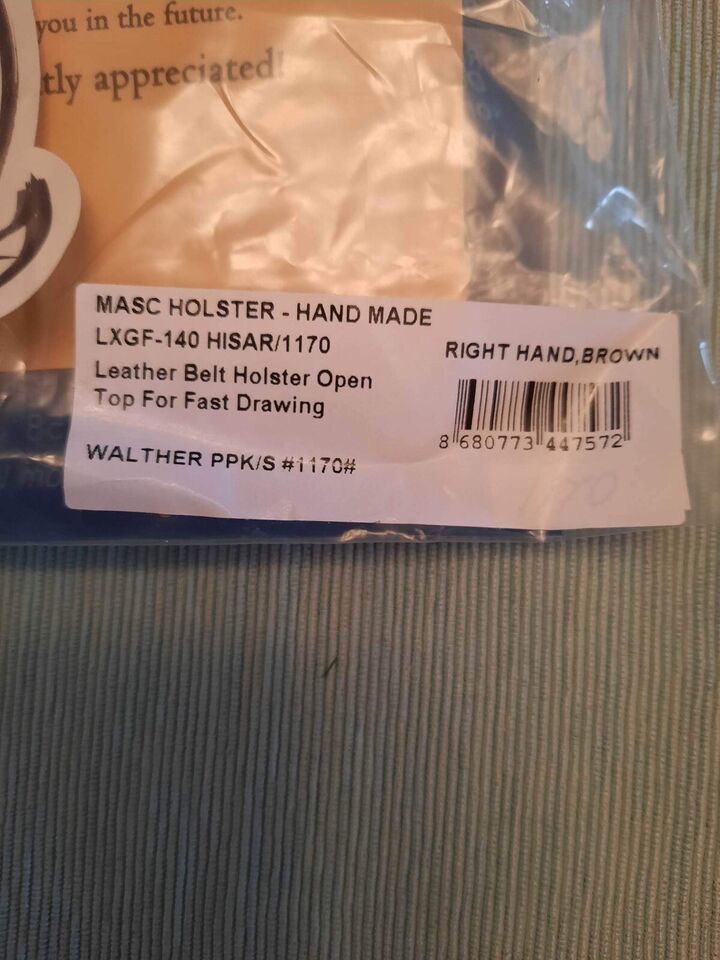 you in the future.
tly appreciated!
MASC HOLSTER - HAND MADE
LXGF-140 HISAR/1170
RIGHT HAND,BROWN
Leather Belt Holster Open
Top For Fast Drawing
8 680773 447572
WALTHER PPK/S #1170#